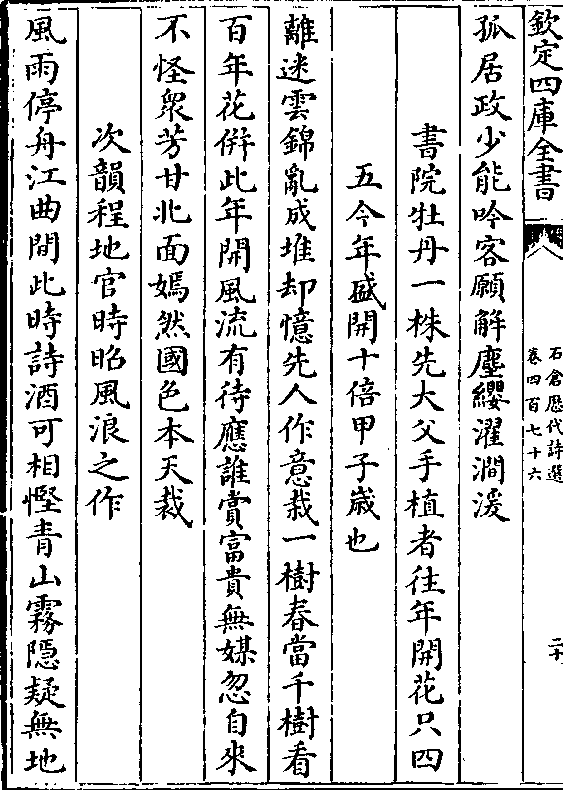 欽定四庫全書
石倉歴代詩選
卷四百七十六
二十
孤居政少能吟客願解塵纓濯澗湲
書院牡丹一株先大父手植者往年開花只四
五今年盛開十倍甲子歲也
離迷雲錦亂成堆却憶先人作意栽一樹春當千樹看
百年花倂此年開風流有待應誰賞富貴無媒忽自來
不怪衆芳甘北面嫣然國色本天裁
次韻程地官時昭風浪之作
風雨停舟江曲間此時詩酒可相慳青山霧隱疑無地